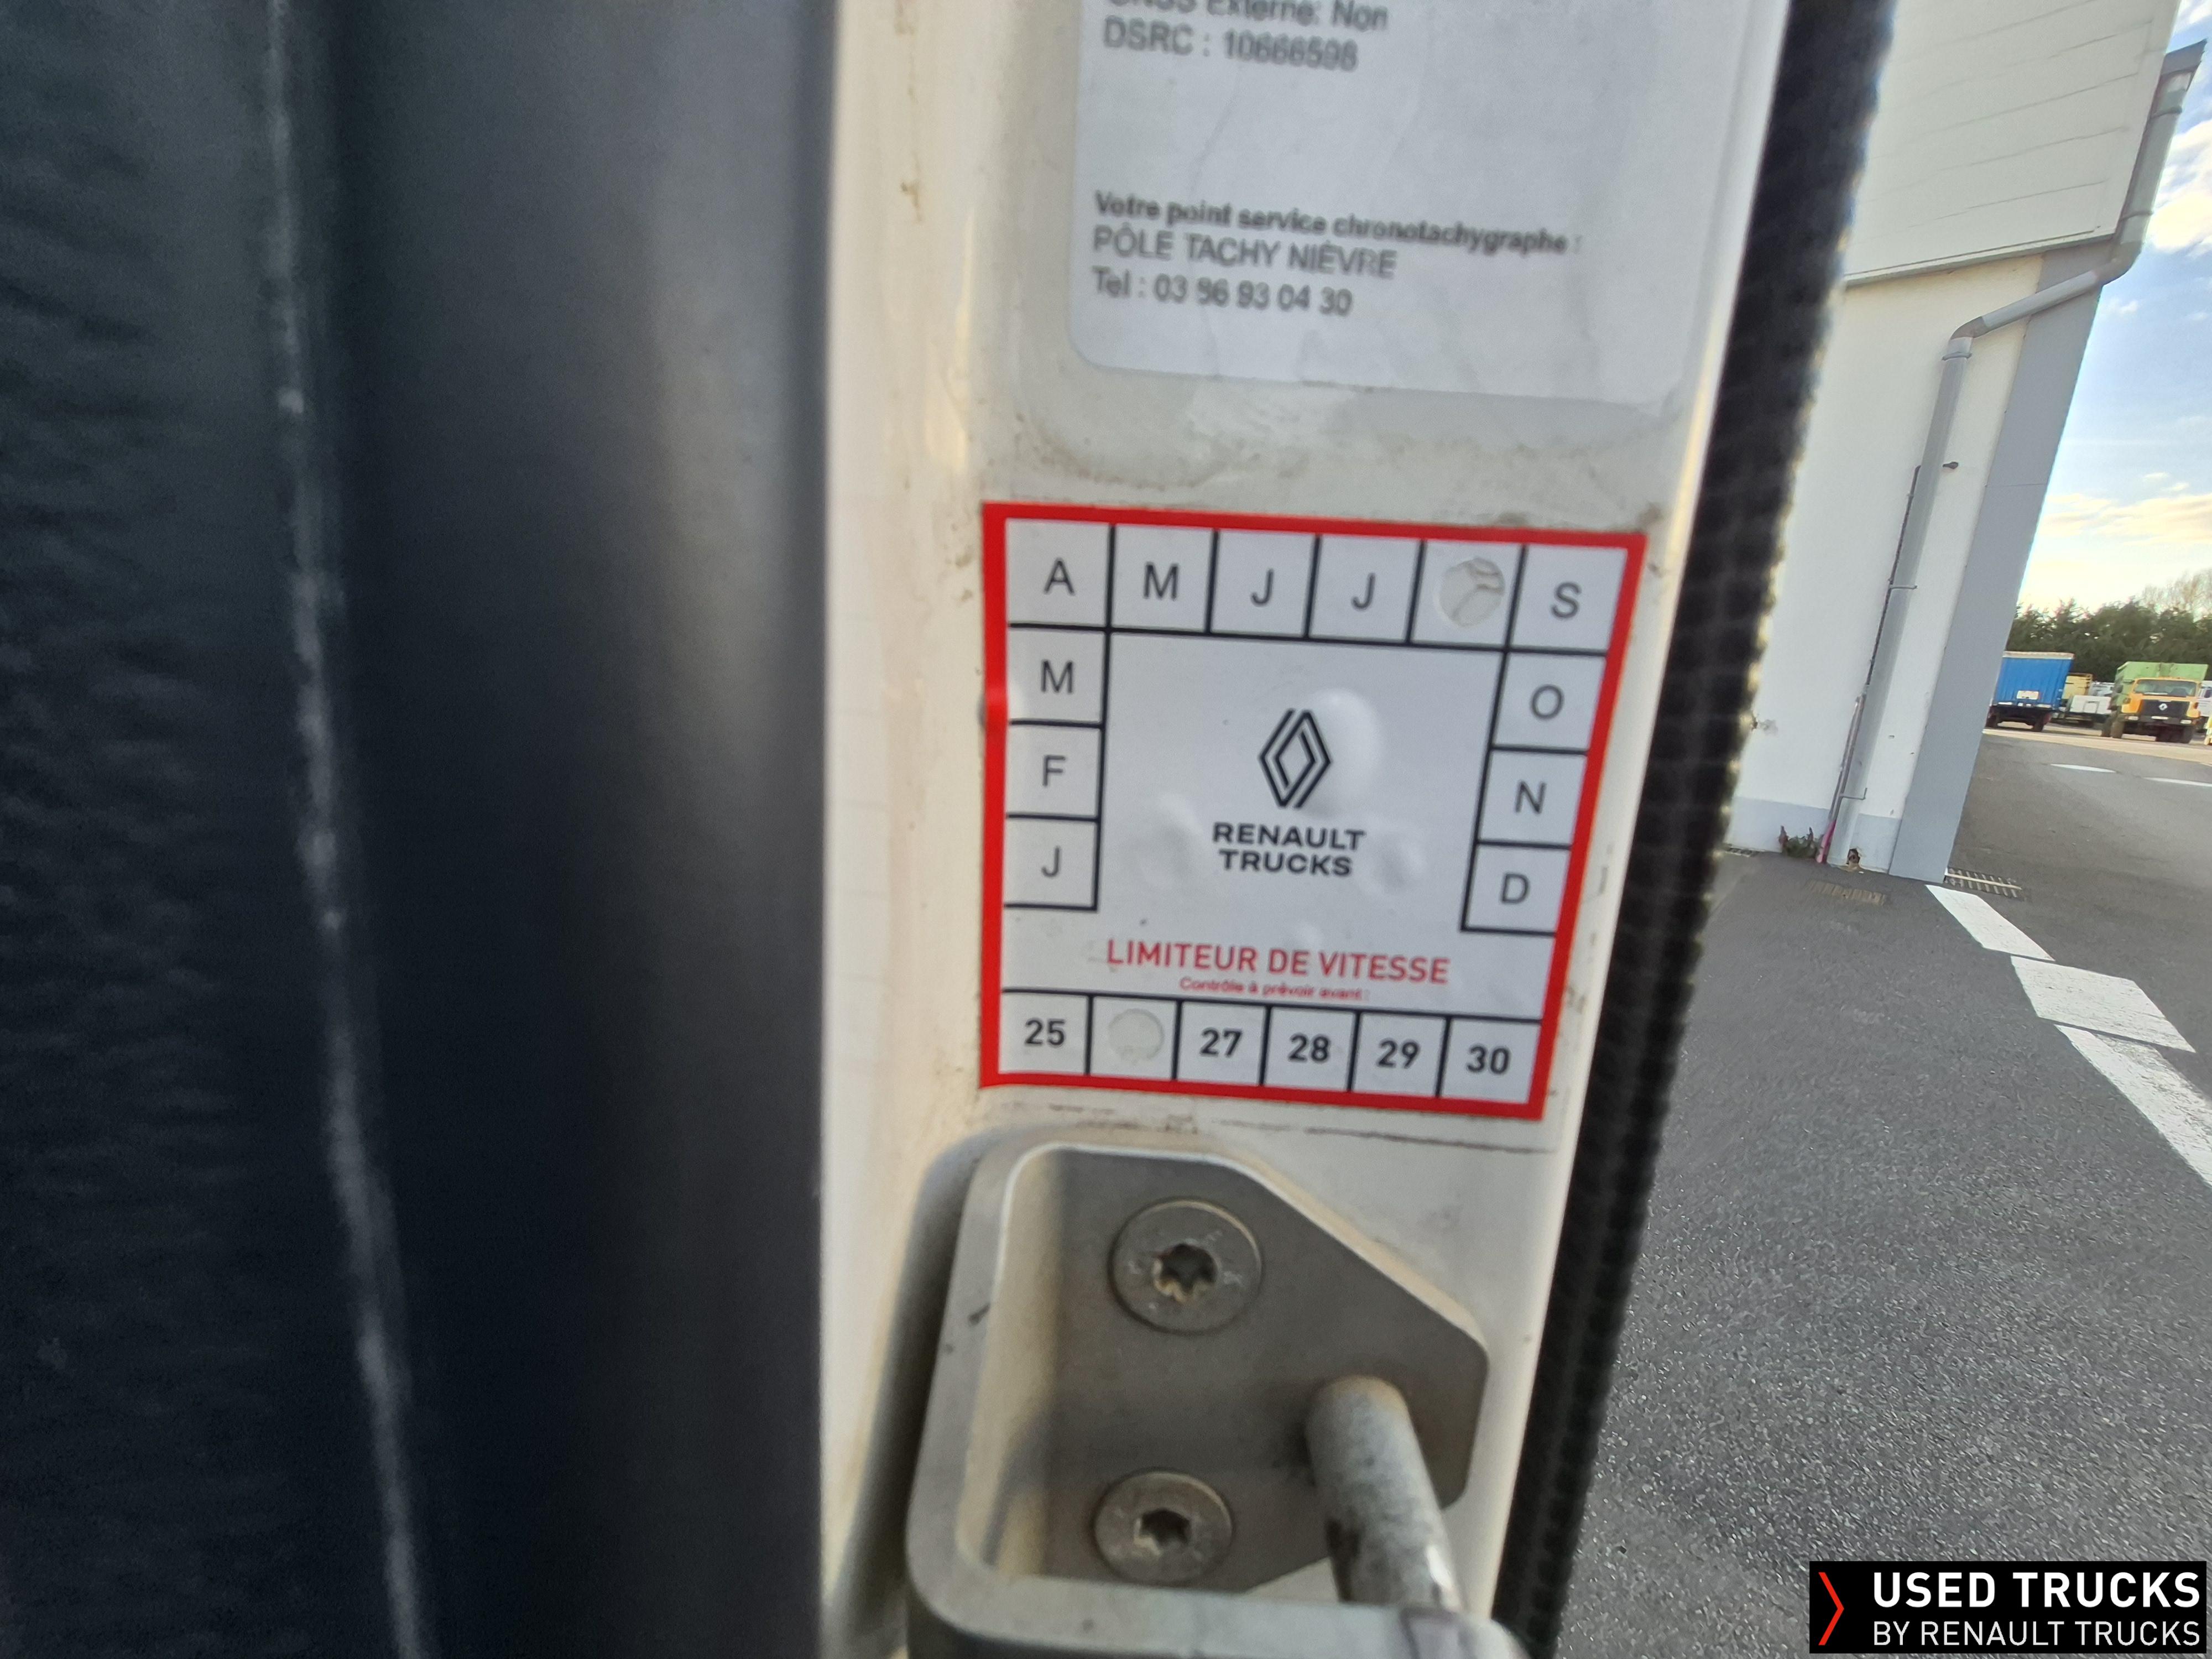 Externe: Non
DSRC : 10666598
Votre point service chronotachygraphe :
PÔLE TACHY NIÈVRE
Tel : 03 86 93 04 30
A M J J S
M O
F N
J D
RENAULT
TRUCKS
LIMITEUR DE VITESSE
Contrôle à prévoir avant :
25 27 28 29 30
USED TRUCKS
BY RENAULT TRUCKS